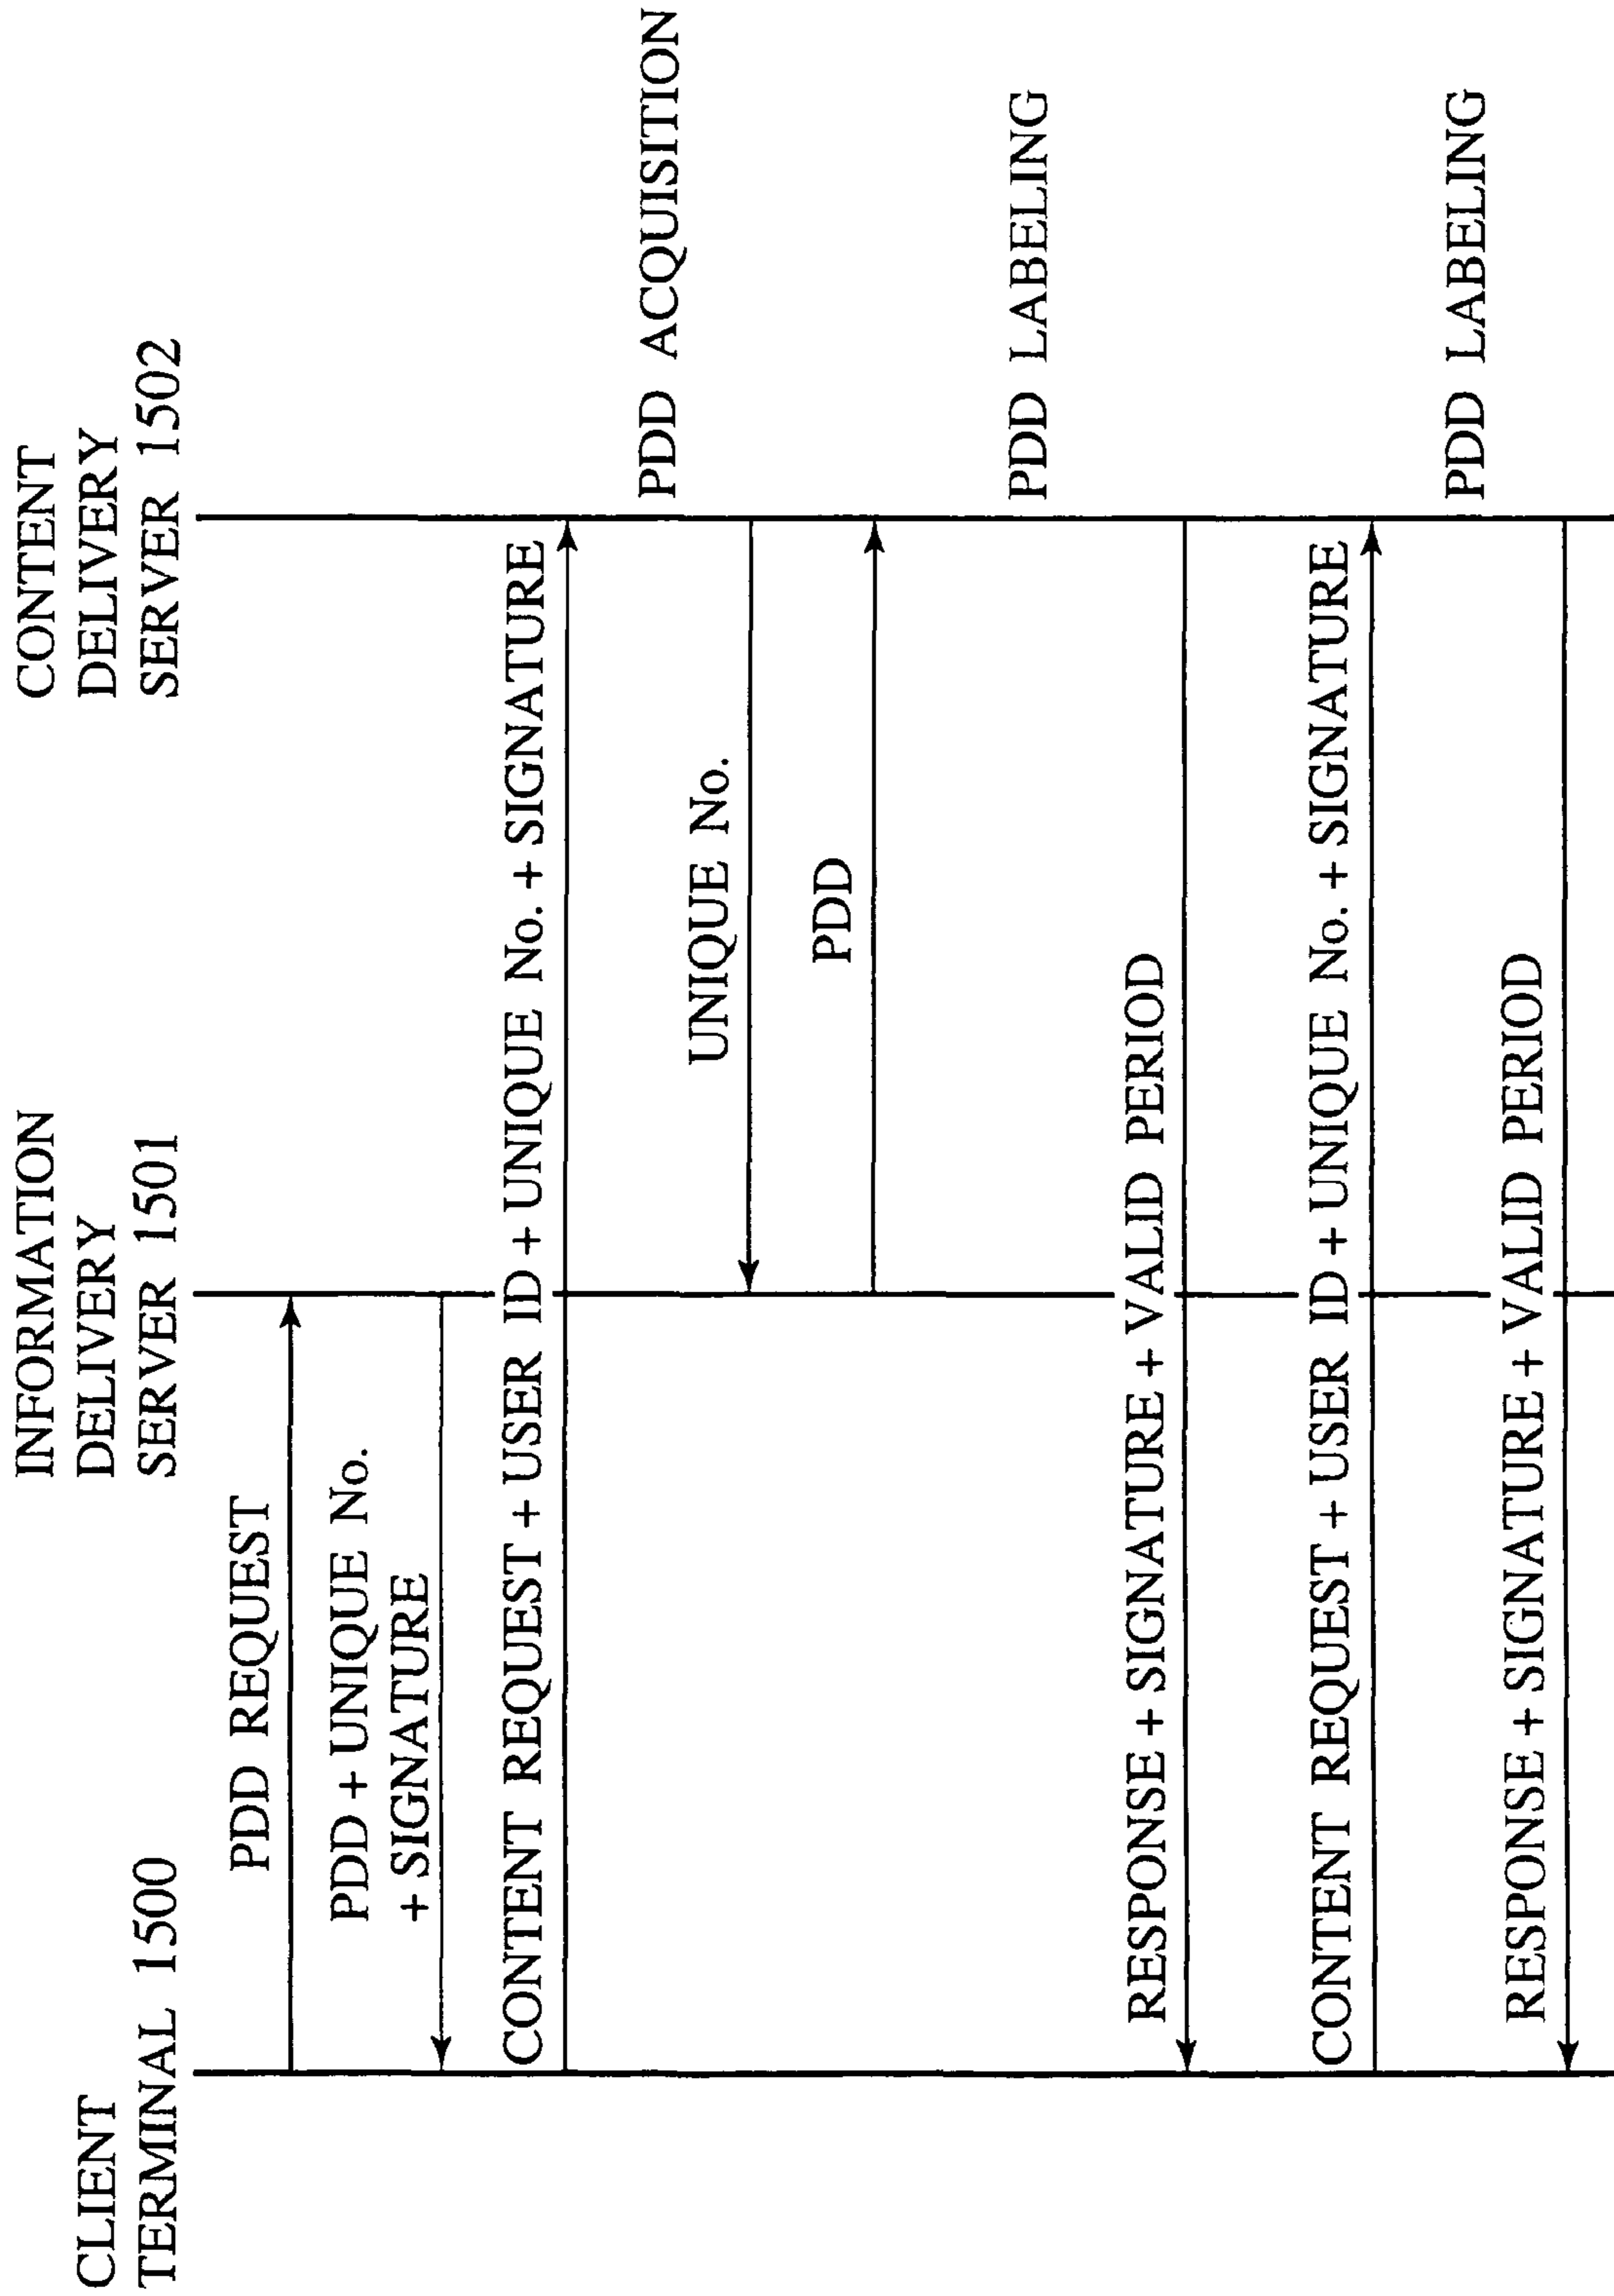 CLIENT
TERMINAL 1500
INFORMATION
DELIVERY
SERVER 1501
CONTENT
DELIVERY
SERVER 1502
PDD REQUEST
PDD + UNIQUE No.
+ SIGNATURE
CONTENT REQUEST + USER ID + UNIQUE No. + SIGNATURE
PDD ACQUISITION
UNIQUE No.
PDD
PDD LABELING
RESPONSE + SIGNATURE + VALID PERIOD
CONTENT REQUEST + USER ID + UNIQUE No. + SIGNATURE
PDD LABELING
RESPONSE + SIGNATURE + VALID PERIOD